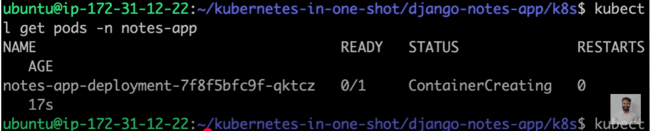 ubuntu@ip-172-31-12-22:~/kubernetes-in-one-shot/django-notes-app/k8s$ kubect
l get pods -n notes-app
NAME READY STATUS RESTARTS
AGE
notes-app-deployment-7f8f5bfc9f-qktcz 0/1 ContainerCreating 0
17s
ubuntu@ip-172-31-12-22:~/kubernetes-in-one-shot/django-notes-app/k8s$ kubect